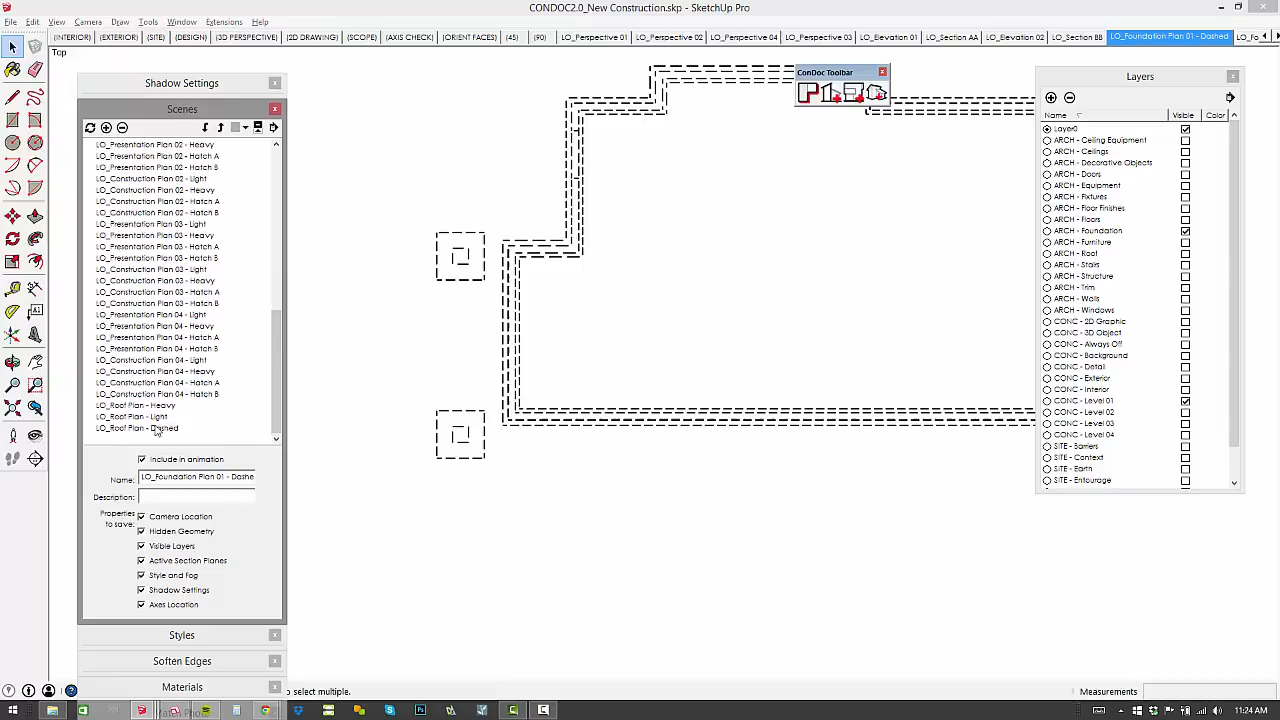 CONDOC2.0_New Construction.skp - SketchUp Pro
File Edit View Camera Draw Tools Window Extensions Help
(INTERIOR) (EXTERIOR) (SITE) (DESIGN) (3D PERSPECTIVE) (2D DRAWING) (SCOPE) (AXIS CHECK) (ORIENT FACES) (45) (90) LO_Perspective 01 LO_Perspective 02 LO_Perspective 04 LO_Perspective 03 LO_Elevation 01 LO_Section AA LO_Elevation 02 LO_Section BB LO_Foundation Plan 01 - Dashed LO_Fo
Top
Shadow Settings
Scenes
LO_Presentation Plan 02 - Heavy
LO_Presentation Plan 02 - Hatch A
LO_Presentation Plan 02 - Hatch B
LO_Construction Plan 02 - Light
LO_Construction Plan 02 - Heavy
LO_Construction Plan 02 - Hatch A
LO_Construction Plan 02 - Hatch B
LO_Presentation Plan 03 - Light
LO_Presentation Plan 03 - Heavy
LO_Presentation Plan 03 - Hatch A
LO_Presentation Plan 03 - Hatch B
LO_Construction Plan 03 - Light
LO_Construction Plan 03 - Heavy
LO_Construction Plan 03 - Hatch A
LO_Construction Plan 03 - Hatch B
LO_Presentation Plan 04 - Light
LO_Presentation Plan 04 - Heavy
LO_Presentation Plan 04 - Hatch A
LO_Presentation Plan 04 - Hatch B
LO_Construction Plan 04 - Light
LO_Construction Plan 04 - Heavy
LO_Construction Plan 04 - Hatch A
LO_Construction Plan 04 - Hatch B
LO_Roof Plan - Heavy
LO_Roof Plan - Light
LO_Roof Plan - Dashed
Include in animation
Name: LO_Foundation Plan 01 - Dashe
Description:
Properties to save:
Camera Location
Hidden Geometry
Visible Layers
Active Section Planes
Style and Fog
Shadow Settings
Axes Location
Styles
Soften Edges
Materials
ConDoc Toolbar
Layers
Name Visible Color
Layer0
ARCH - Ceiling Equipment
ARCH - Ceilings
ARCH - Decorative Objects
ARCH - Doors
ARCH - Equipment
ARCH - Fixtures
ARCH - Floor Finishes
ARCH - Floors
ARCH - Foundation
ARCH - Furniture
ARCH - Roof
ARCH - Stairs
ARCH - Structure
ARCH - Trim
ARCH - Walls
ARCH - Windows
CONC - 2D Graphic
CONC - 3D Object
CONC - Always Off
CONC - Background
CONC - Detail
CONC - Exterior
CONC - Interior
CONC - Level 01
CONC - Level 02
CONC - Level 03
CONC - Level 04
SITE - Barriers
SITE - Context
SITE - Earth
SITE - Entourage
to select multiple.
Measurements
11:24 AM